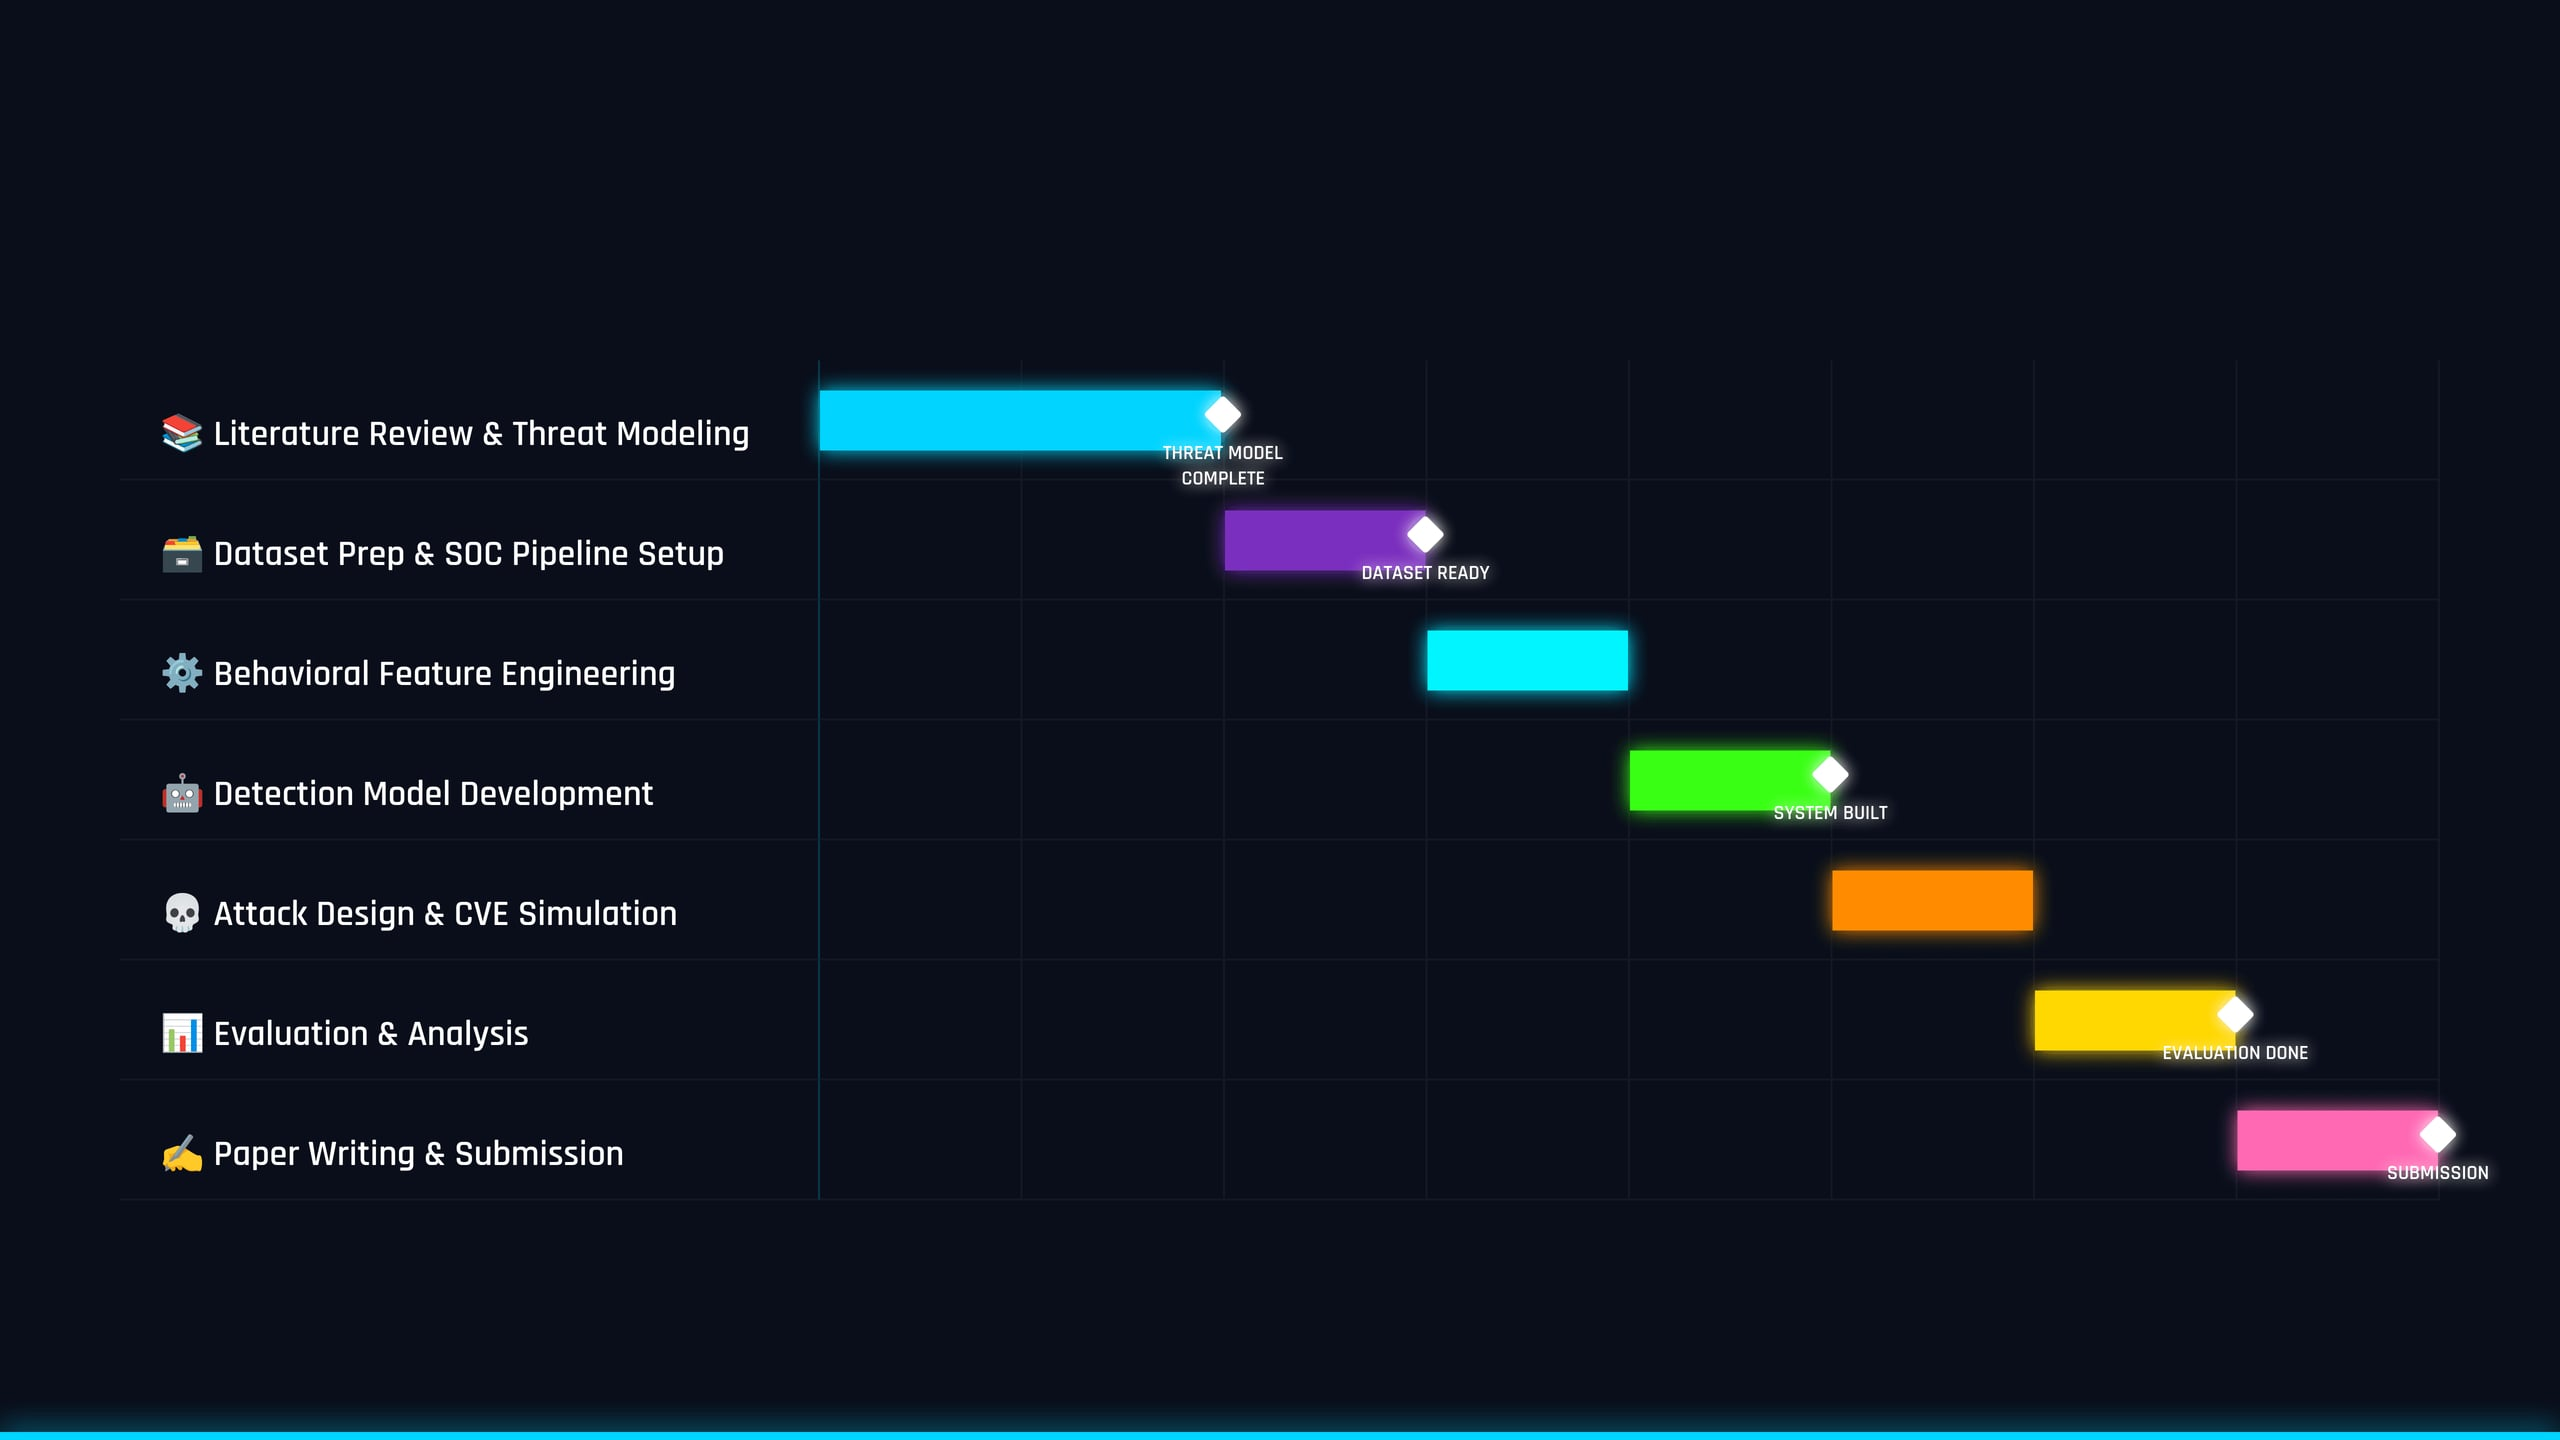 📚 Literature Review & Threat Modeling
THREAT MODEL
COMPLETE
🗃️ Dataset Prep & SOC Pipeline Setup
DATASET READY
⚙️ Behavioral Feature Engineering
🤖 Detection Model Development
SYSTEM BUILT
💀 Attack Design & CVE Simulation
📊 Evaluation & Analysis
EVALUATION DONE
✍️ Paper Writing & Submission
SUBMISSION